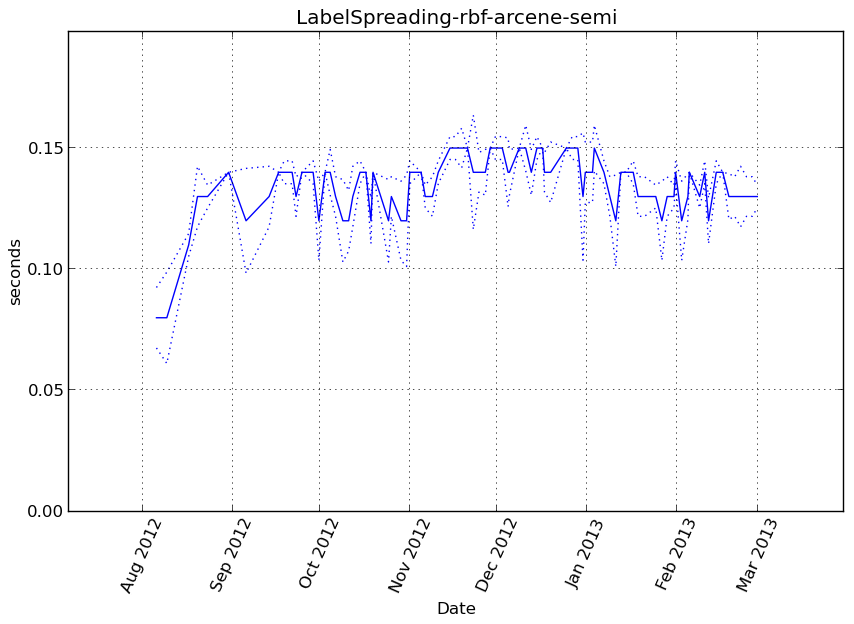 LabelSpreading-rbf-arcene-semi
seconds
0.15
0.10
0.05
0.00
Aug 2012
Sep 2012
Oct 2012
Nov 2012
Dec 2012
Jan 2013
Feb 2013
Mar 2013
Date